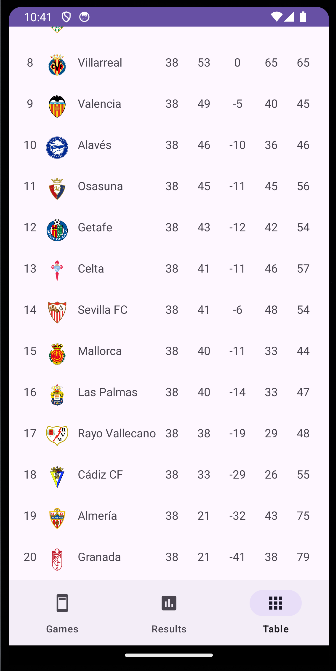 10:41
8 Villarreal 38 53 0 65 65
9 Valencia 38 49 -5 40 45
10 Alavés 38 46 -10 36 46
11 Osasuna 38 45 -11 45 56
12 Getafe 38 43 -12 42 54
13 Celta 38 41 -11 46 57
14 Sevilla FC 38 41 -6 48 54
15 Mallorca 38 40 -11 33 44
16 Las Palmas 38 40 -14 33 47
17 Rayo Vallecano 38 38 -19 29 48
18 Cádiz CF 38 33 -29 26 55
19 Almería 38 21 -32 43 75
20 Granada 38 21 -41 38 79
Games Results Table